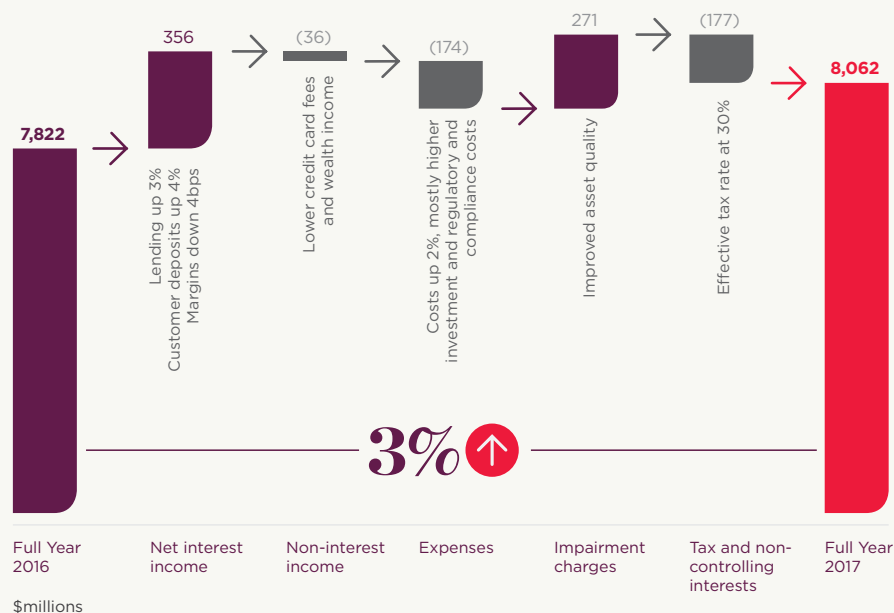 7,822
356
(36)
(174)
271
(177)
8,062
Lending up 3%
Customer deposits up 4%
Margins down 4bps
Lower credit card fees
and wealth income
Costs up 2%, mostly higher
investment and regulatory and
compliance costs
Improved asset quality
Effective tax rate at 30%
3%
Full Year
2016
Net interest
income
Non-interest
income
Expenses
Impairment
charges
Tax and non-
controlling
interests
Full Year
2017
$millions